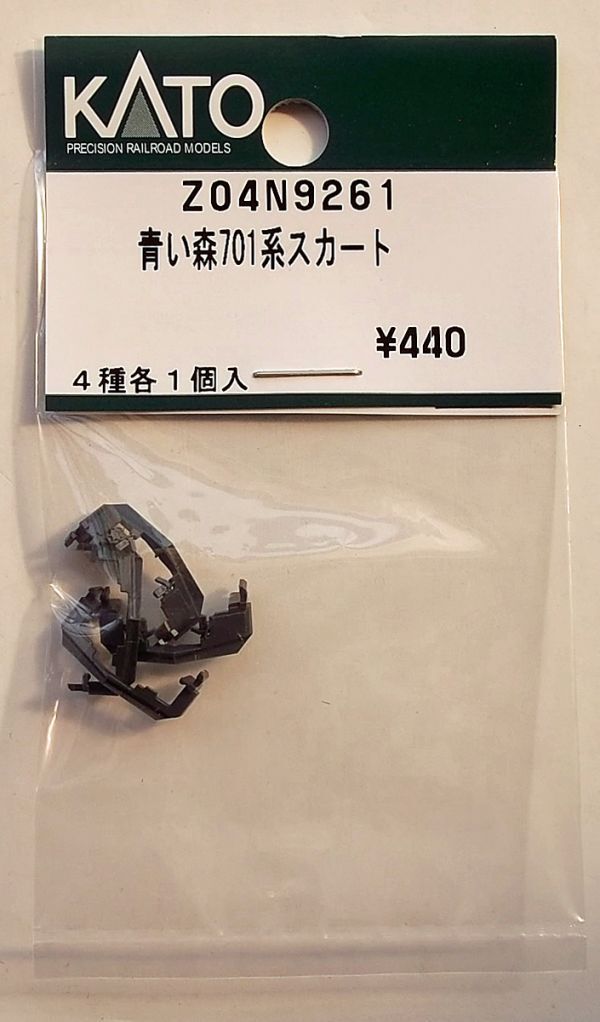 KATO
PRECISION RAILROAD MODELS
Z04N9261
青い森701系スカート
¥440
４種各１個入